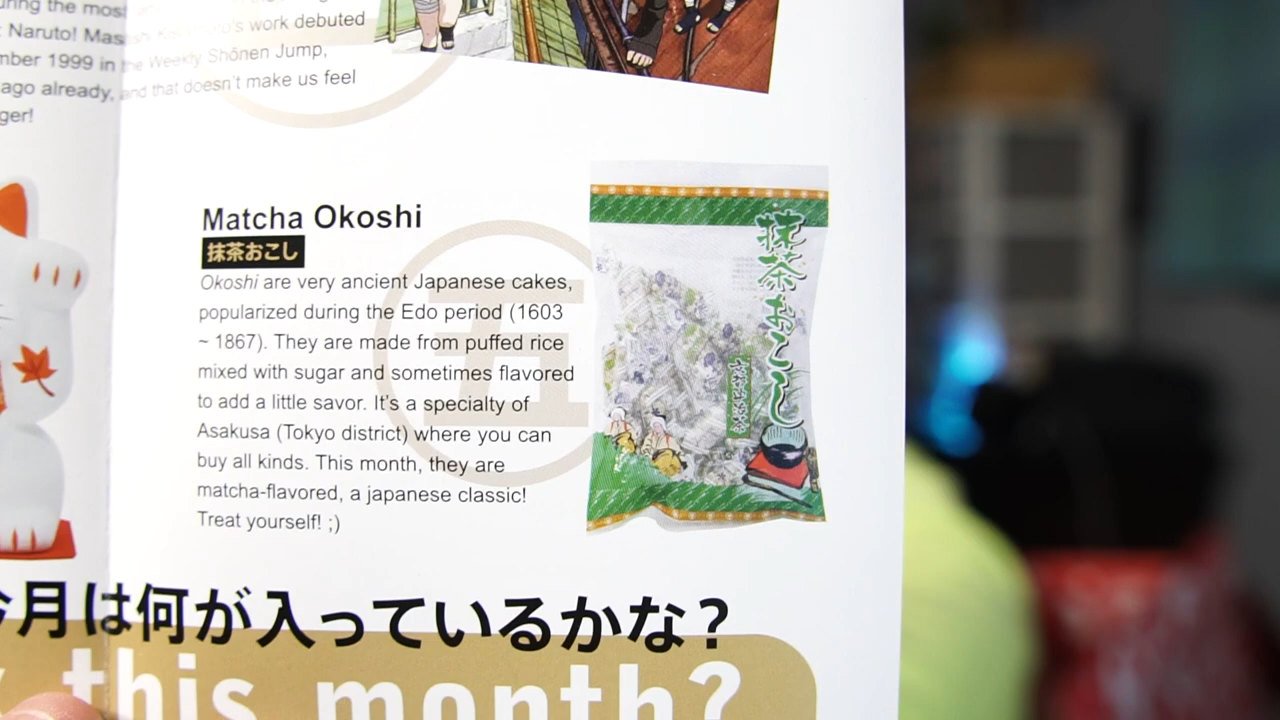 uring the most
Naruto! Masashi Kishimoto's work debuted
mber 1999 in the Weekly Shōnen Jump,
ago already, and that doesn't make us feel
ger!
Matcha Okoshi
抹茶おこし
Okoshi are very ancient Japanese cakes,
popularized during the Edo period (1603
~ 1867). They are made from puffed rice
mixed with sugar and sometimes flavored
to add a little savor. It's a specialty of
Asakusa (Tokyo district) where you can
buy all kinds. This month, they are
matcha-flavored, a japanese classic!
Treat yourself! ;)
五
抹茶おこし
今月は何が入っているかな?
this month?